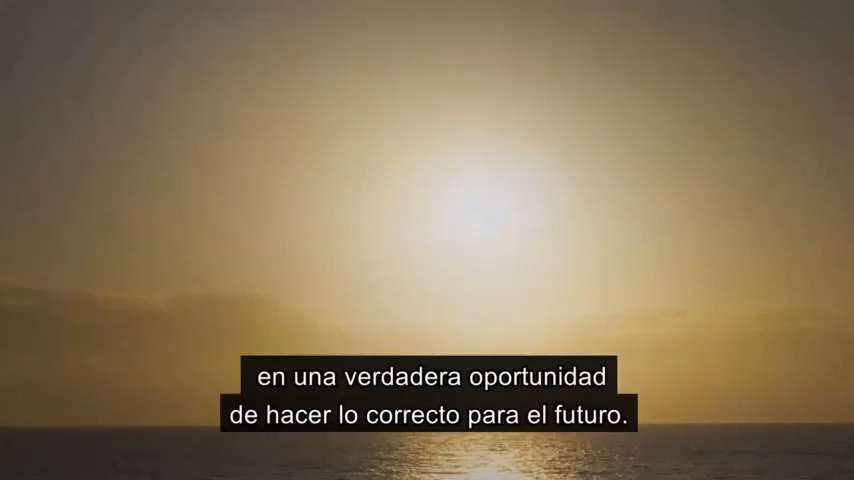 en una verdadera oportunidad
de hacer lo correcto para el futuro.